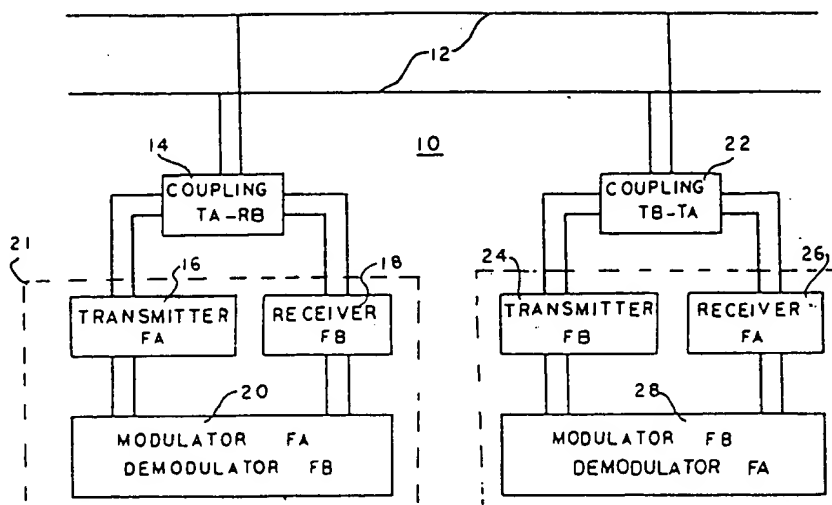 12
10
14
COUPLING
TA–RB
22
COUPLING
TB–TA
21
16
TRANSMITTER
FA
18
RECEIVER
FB
24
TRANSMITTER
FB
26
RECEIVER
FA
20
MODULATOR FA
DEMODULATOR FB
28
MODULATOR FB
DEMODULATOR FA